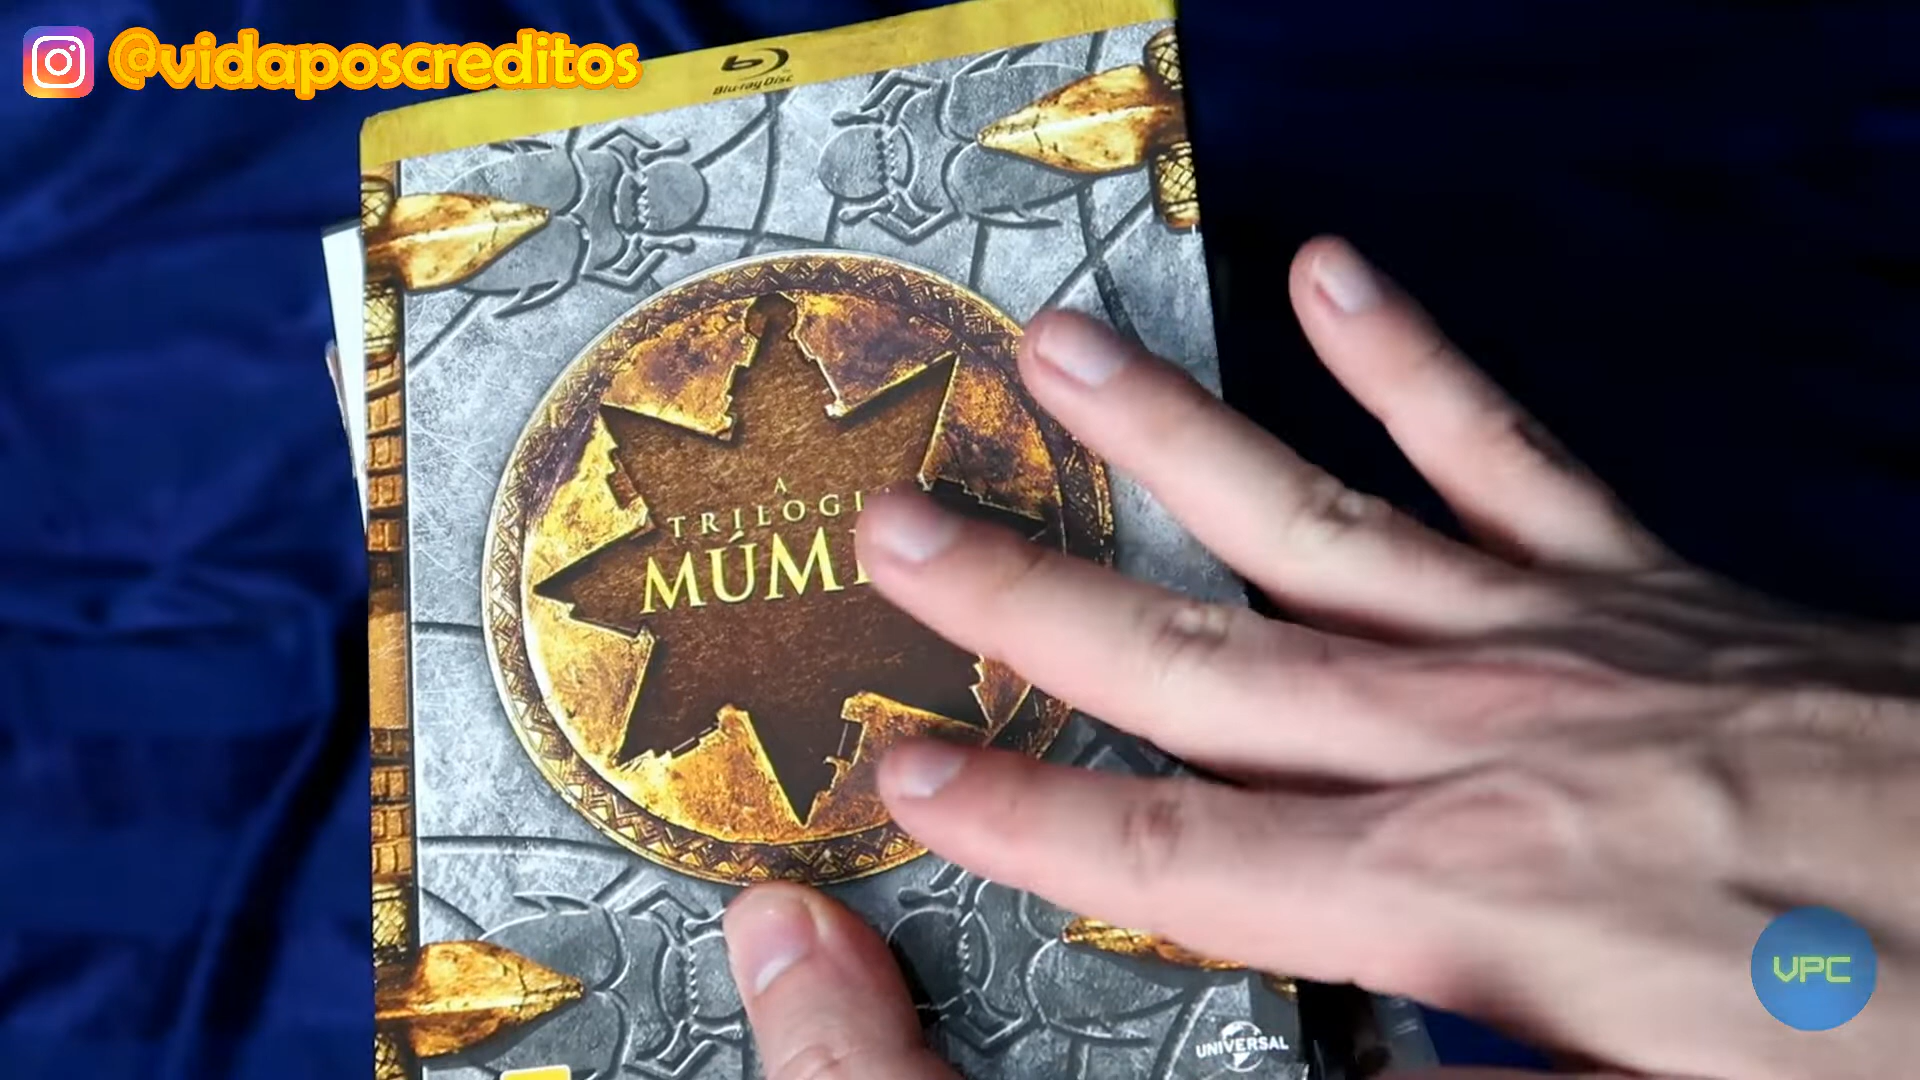 @vidaposcreditos
Blu-ray Disc
A
TRILOGI
MÚM
UNIVERSAL
VPC